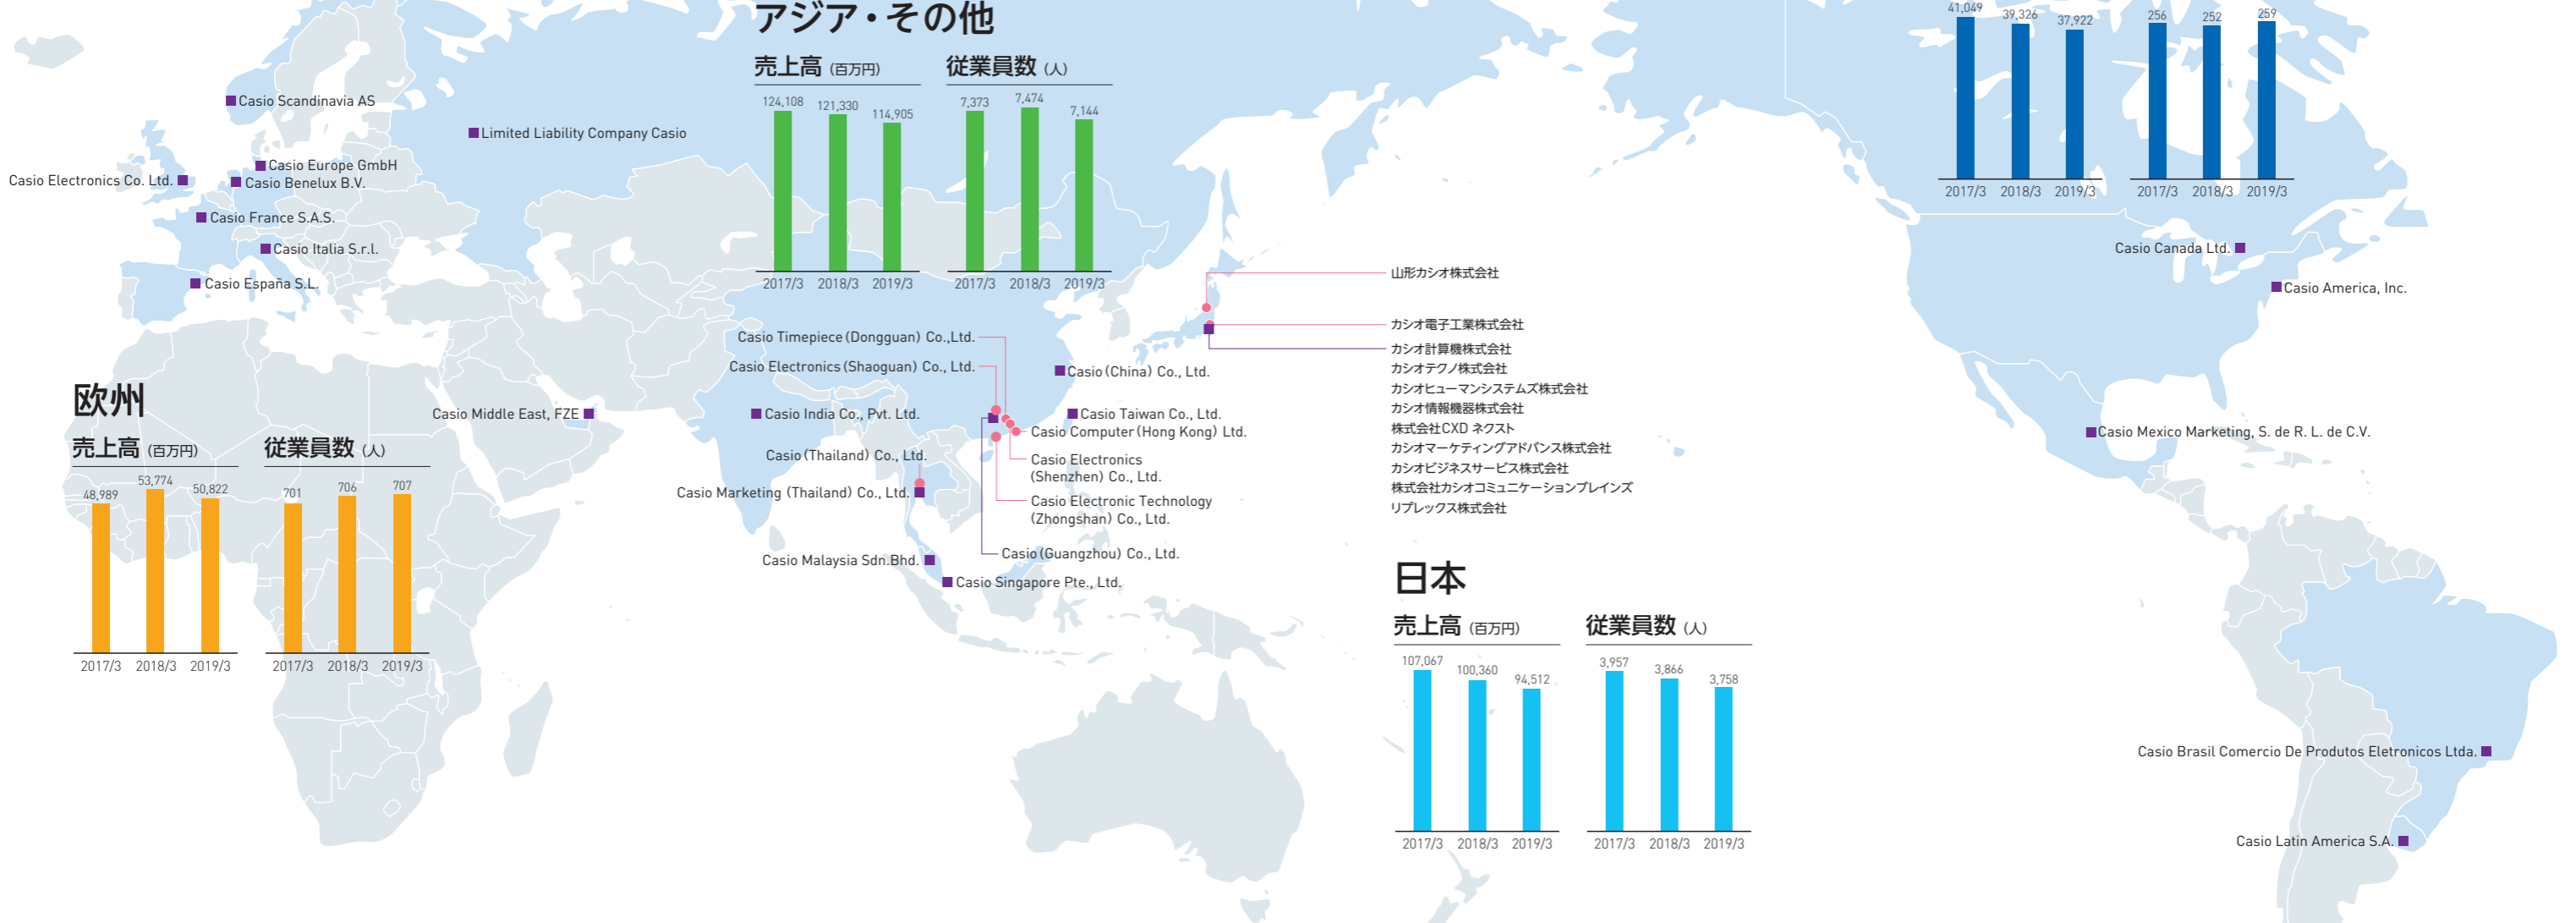 アジア・その他
売上高（百万円）
124,108
121,330
114,905
2017/3
2018/3
2019/3
従業員数（人）
7,373
7,474
7,144
2017/3
2018/3
2019/3
41,049
39,326
37,922
2017/3
2018/3
2019/3
256
252
259
2017/3
2018/3
2019/3
Casio Scandinavia AS
Limited Liability Company Casio
Casio Europe GmbH
Casio Electronics Co. Ltd.
Casio Benelux B.V.
Casio France S.A.S.
Casio Italia S.r.l.
Casio España S.L.
Casio Middle East, FZE
欧州
売上高（百万円）
48,989
53,774
50,822
2017/3
2018/3
2019/3
従業員数（人）
701
706
707
2017/3
2018/3
2019/3
Casio Timepiece (Dongguan) Co.,Ltd.
Casio Electronics (Shaoguan) Co., Ltd.
Casio (China) Co., Ltd.
Casio India Co., Pvt. Ltd.
Casio Taiwan Co., Ltd.
Casio Computer (Hong Kong) Ltd.
Casio (Thailand) Co., Ltd.
Casio Electronics
(Shenzhen) Co., Ltd.
Casio Marketing (Thailand) Co., Ltd.
Casio Electronic Technology
(Zhongshan) Co., Ltd.
Casio (Guangzhou) Co., Ltd.
Casio Malaysia Sdn.Bhd.
Casio Singapore Pte., Ltd.
山形カシオ株式会社
カシオ電子工業株式会社
カシオ計算機株式会社
カシオテクノ株式会社
カシオヒューマンシステムズ株式会社
カシオ情報機器株式会社
株式会社CXD ネクスト
カシオマーケティングアドバンス株式会社
カシオビジネスサービス株式会社
株式会社カシオコミュニケーションブレインズ
リプレックス株式会社
日本
売上高（百万円）
107,067
100,360
94,512
2017/3
2018/3
2019/3
従業員数（人）
3,957
3,866
3,758
2017/3
2018/3
2019/3
Casio Canada Ltd.
Casio America, Inc.
Casio Mexico Marketing, S. de R. L. de C.V.
Casio Brasil Comercio De Produtos Eletronicos Ltda.
Casio Latin America S.A.